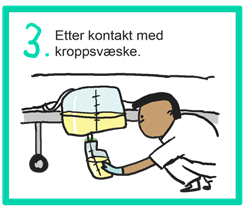 3. Etter kontakt med
kroppsvæske.